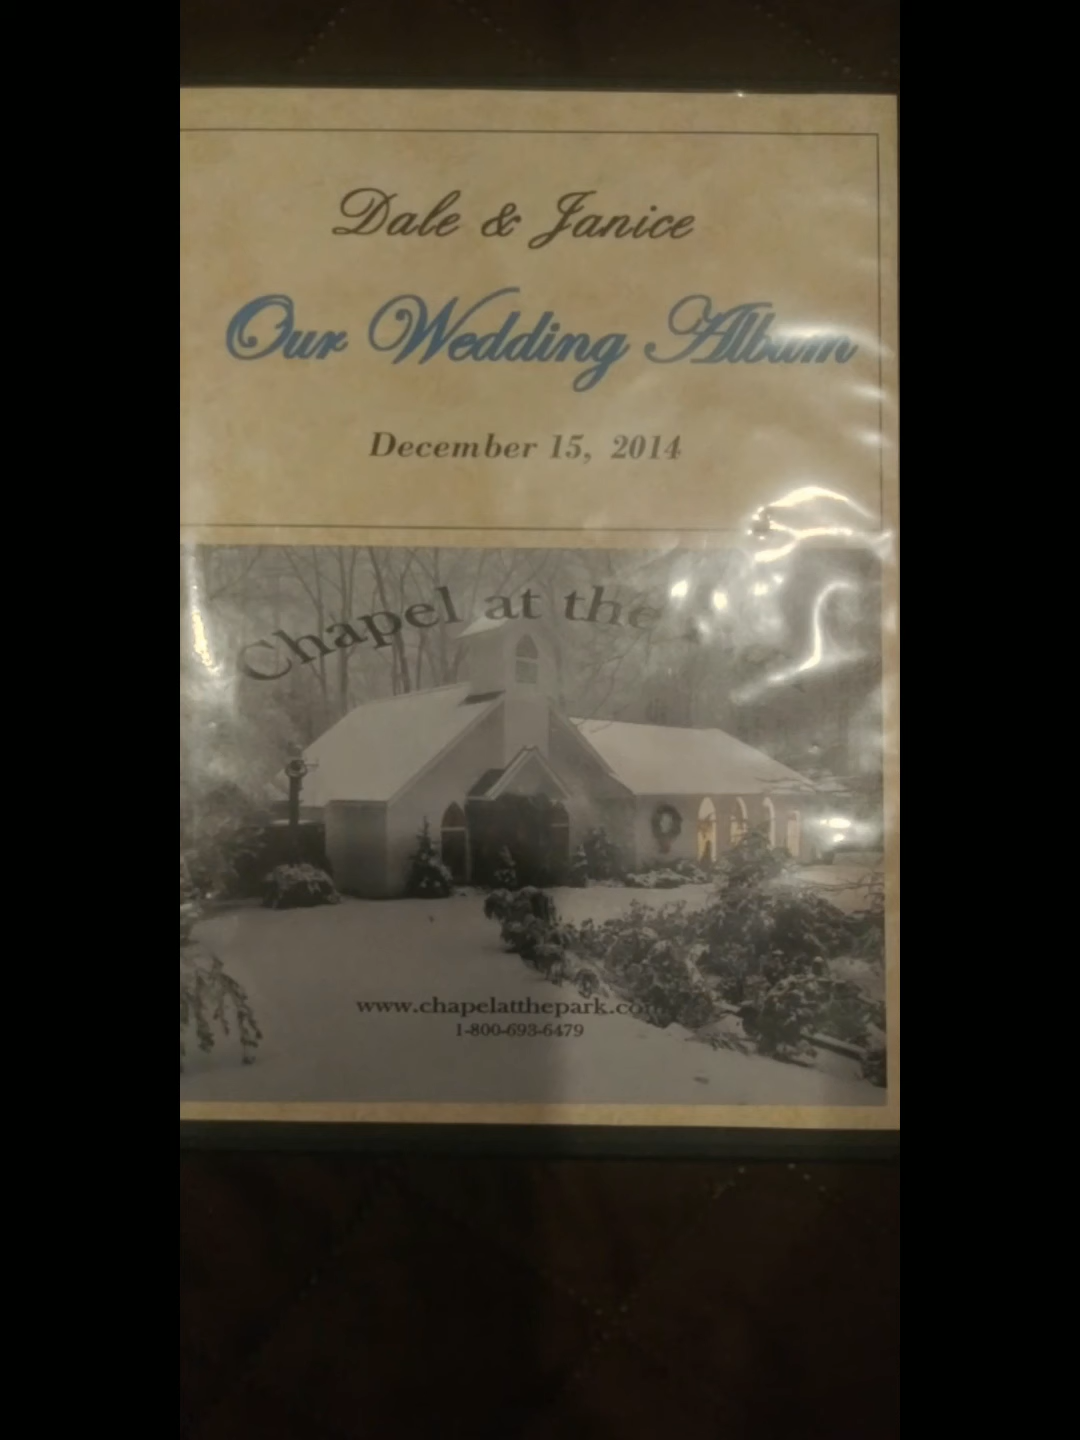 Dale & Janice
Our Wedding Album
December 15, 2014
Chapel at the
www.chapelatthepark.com
1-800-693-6479